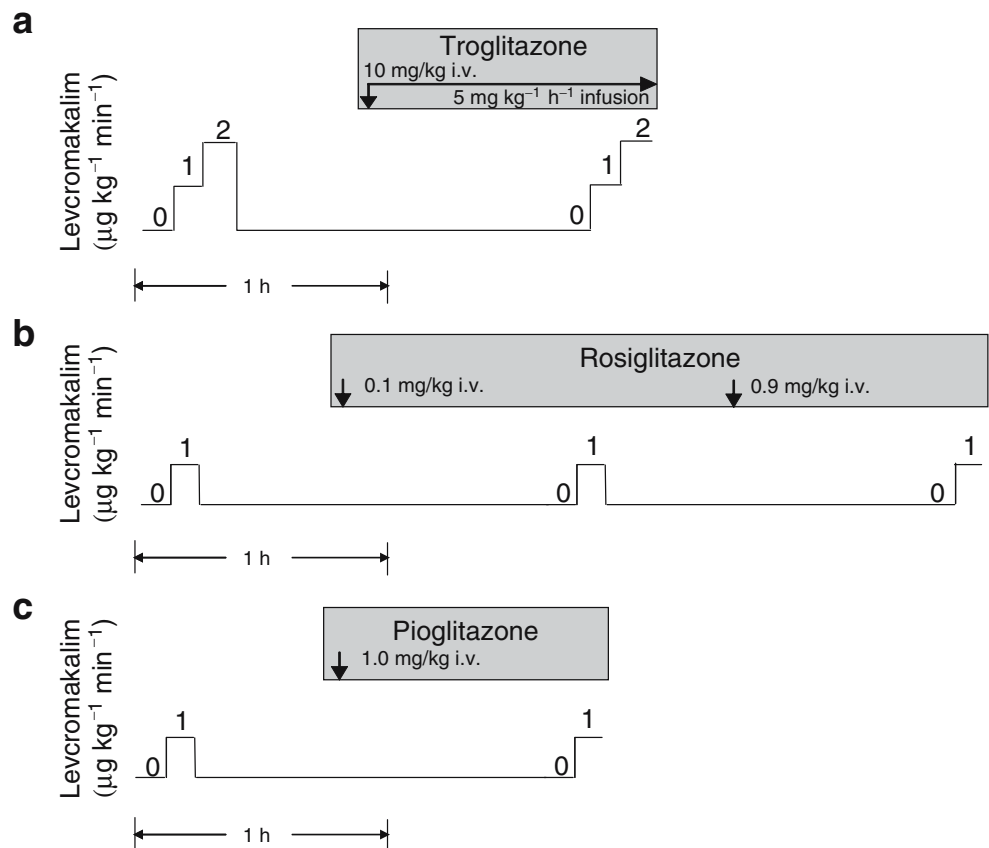 a
Troglitazone
10 mg/kg i.v.
5 mg kg⁻¹ h⁻¹ infusion
Levcromakalim
(µg kg⁻¹ min⁻¹)
0
1
2
0
1
2
1 h
b
Rosiglitazone
0.1 mg/kg i.v.
0.9 mg/kg i.v.
Levcromakalim
(µg kg⁻¹ min⁻¹)
0
1
0
1
0
1
1 h
c
Pioglitazone
1.0 mg/kg i.v.
Levcromakalim
(µg kg⁻¹ min⁻¹)
0
1
0
1
1 h